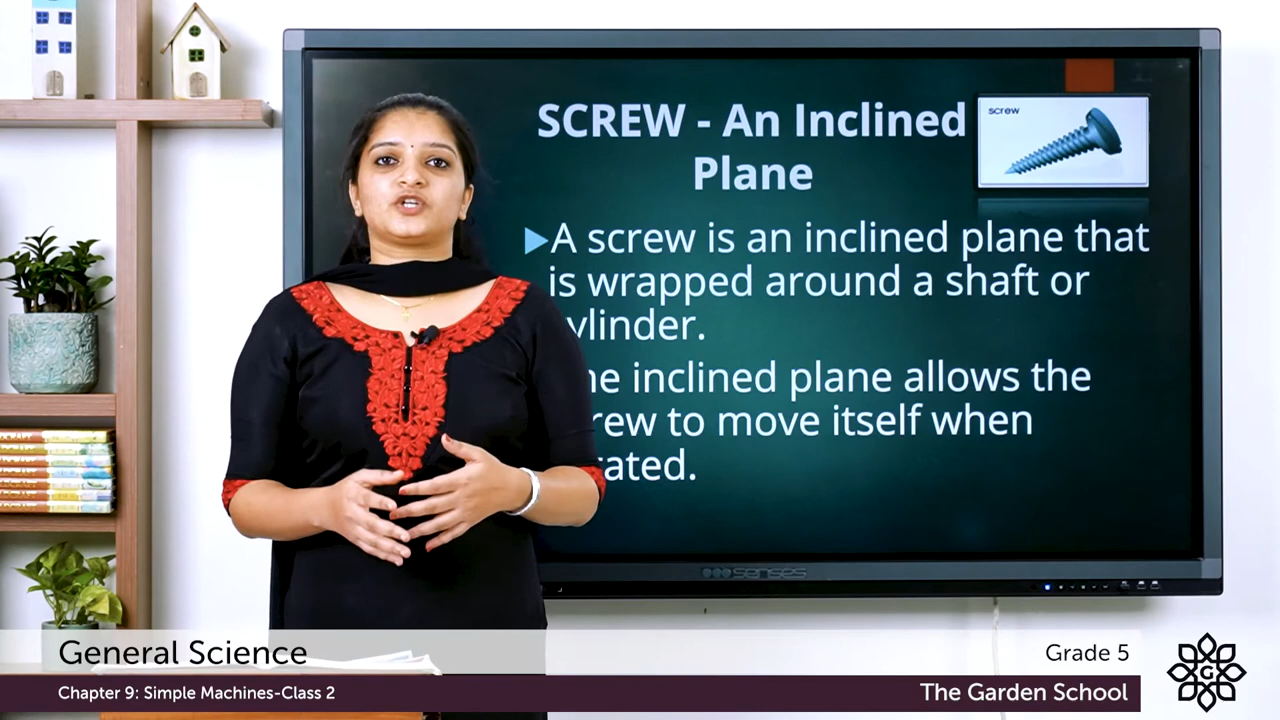 SCREW - An Inclined
Plane
screw
A screw is an inclined plane that
is wrapped around a shaft or
ylinder.
he inclined plane allows the
rew to move itself when
ated.
senses
General Science
Grade 5
Chapter 9: Simple Machines-Class 2
The Garden School
G